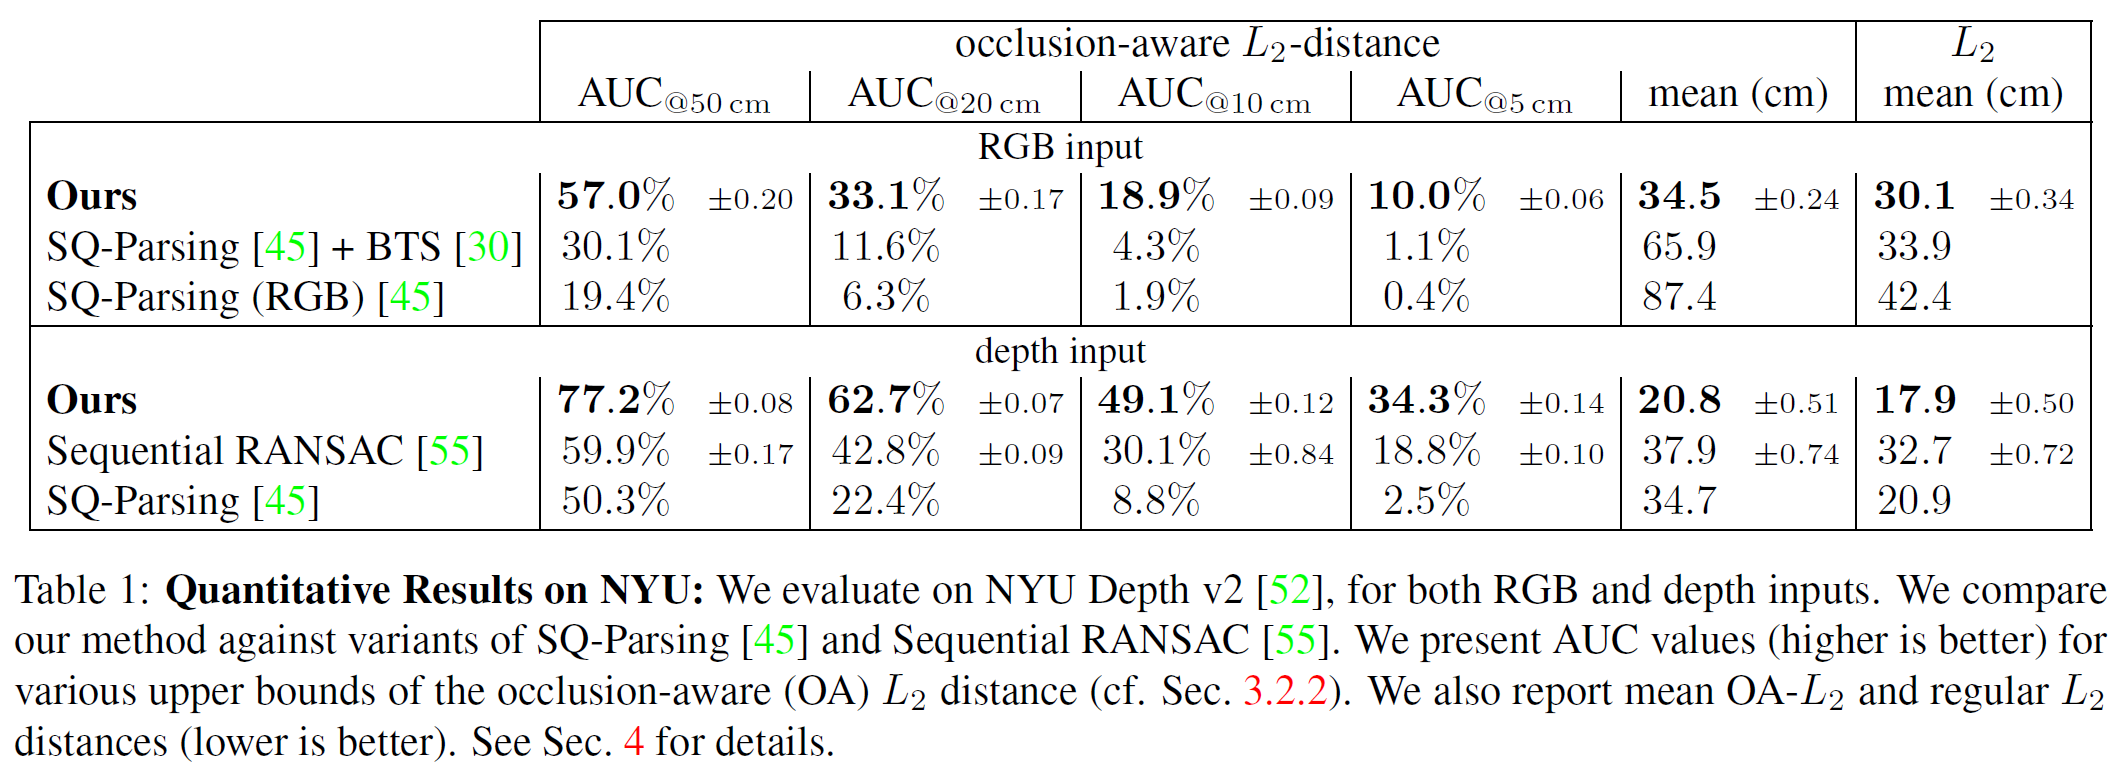 occlusion-aware L₂-distance L₂
AUC@50 cm AUC@20 cm AUC@10 cm AUC@5 cm mean (cm) mean (cm)
RGB input
Ours 57.0% ±0.20 33.1% ±0.17 18.9% ±0.09 10.0% ±0.06 34.5 ±0.24 30.1 ±0.34
SQ-Parsing [45] + BTS [30] 30.1% 11.6% 4.3% 1.1% 65.9 33.9
SQ-Parsing (RGB) [45] 19.4% 6.3% 1.9% 0.4% 87.4 42.4
depth input
Ours 77.2% ±0.08 62.7% ±0.07 49.1% ±0.12 34.3% ±0.14 20.8 ±0.51 17.9 ±0.50
Sequential RANSAC [55] 59.9% ±0.17 42.8% ±0.09 30.1% ±0.84 18.8% ±0.10 37.9 ±0.74 32.7 ±0.72
SQ-Parsing [45] 50.3% 22.4% 8.8% 2.5% 34.7 20.9
Table 1: Quantitative Results on NYU: We evaluate on NYU Depth v2 [52], for both RGB and depth inputs. We compare
our method against variants of SQ-Parsing [45] and Sequential RANSAC [55]. We present AUC values (higher is better) for
various upper bounds of the occlusion-aware (OA) L₂ distance (cf. Sec. 3.2.2). We also report mean OA-L₂ and regular L₂
distances (lower is better). See Sec. 4 for details.